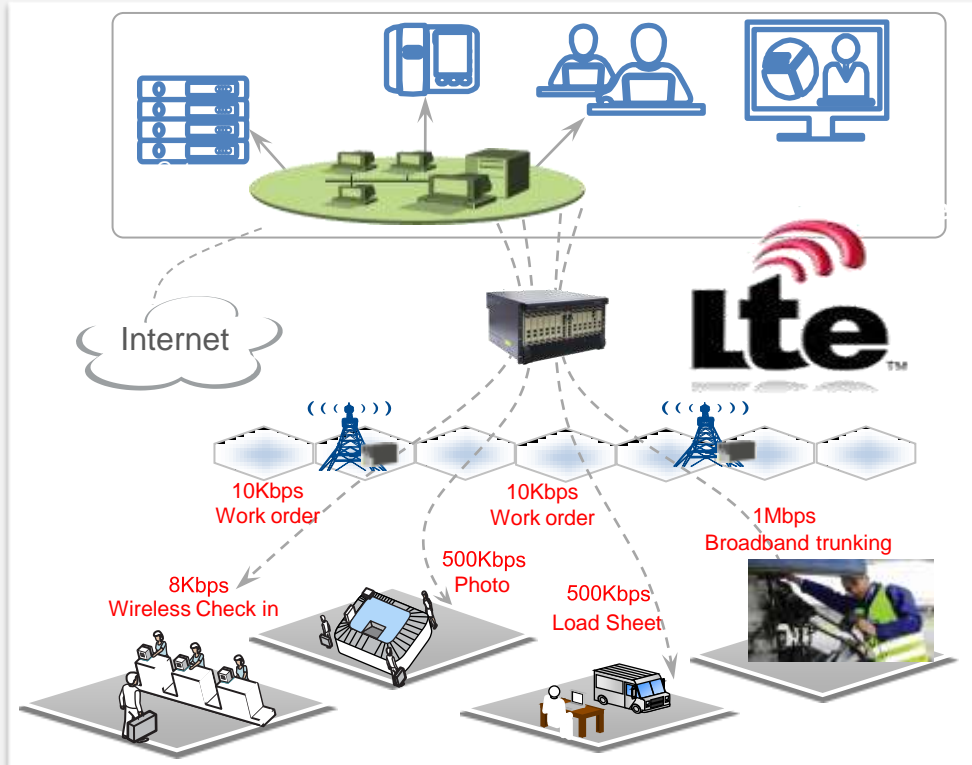 Lte
TM
Internet
10Kbps
Work order
10Kbps
Work order
1Mbps
Broadband trunking
500Kbps
Photo
8Kbps
Wireless Check in
500Kbps
Load Sheet